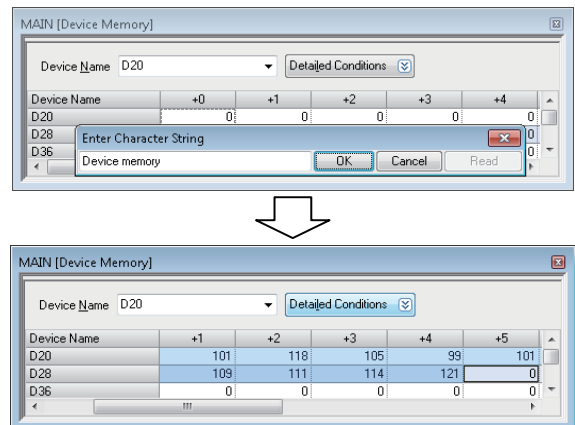 MAIN [Device Memory]
Device Name D20 Detailed Conditions
Device Name +0 +1 +2 +3 +4
D20 0 0 0 0 0
D28 0
D36 0
Enter Character String
Device memory OK Cancel Read
MAIN [Device Memory]
Device Name D20 Detailed Conditions
Device Name +1 +2 +3 +4 +5
D20 101 118 105 99 101
D28 109 111 114 121 0
D36 0 0 0 0 0